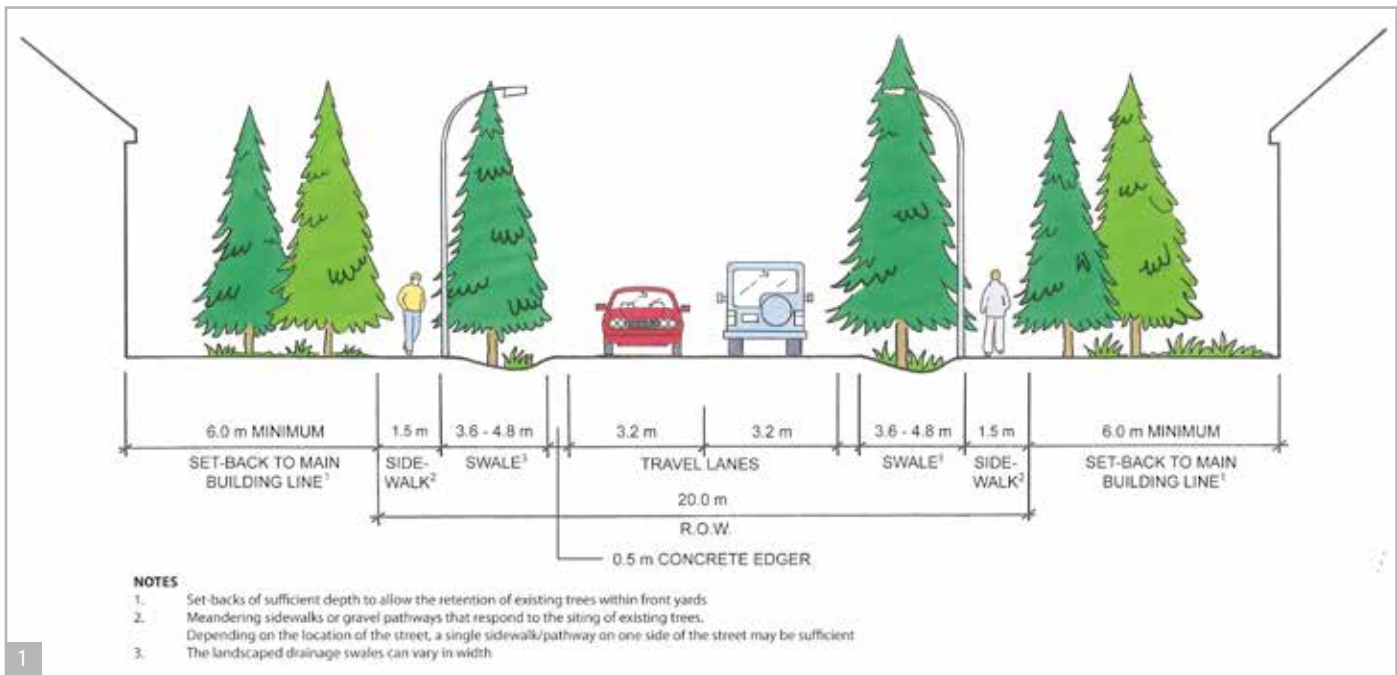 6.0 m MINIMUM
1.5 m
3.6 - 4.8 m
3.2 m
3.2 m
3.6 - 4.8 m
1.5 m
6.0 m MINIMUM
SET-BACK TO MAIN
BUILDING LINE¹
SIDE-
WALK²
SWALE³
TRAVEL LANES
SWALE³
SIDE-
WALK²
SET-BACK TO MAIN
BUILDING LINE¹
20.0 m
R.O.W.
0.5 m CONCRETE EDGER
NOTES
1. Set-backs of sufficient depth to allow the retention of existing trees within front yards
2. Meandering sidewalks or gravel pathways that respond to the siting of existing trees.
Depending on the location of the street, a single sidewalk/pathway on one side of the street may be sufficient
3. The landscaped drainage swales can vary in width
1